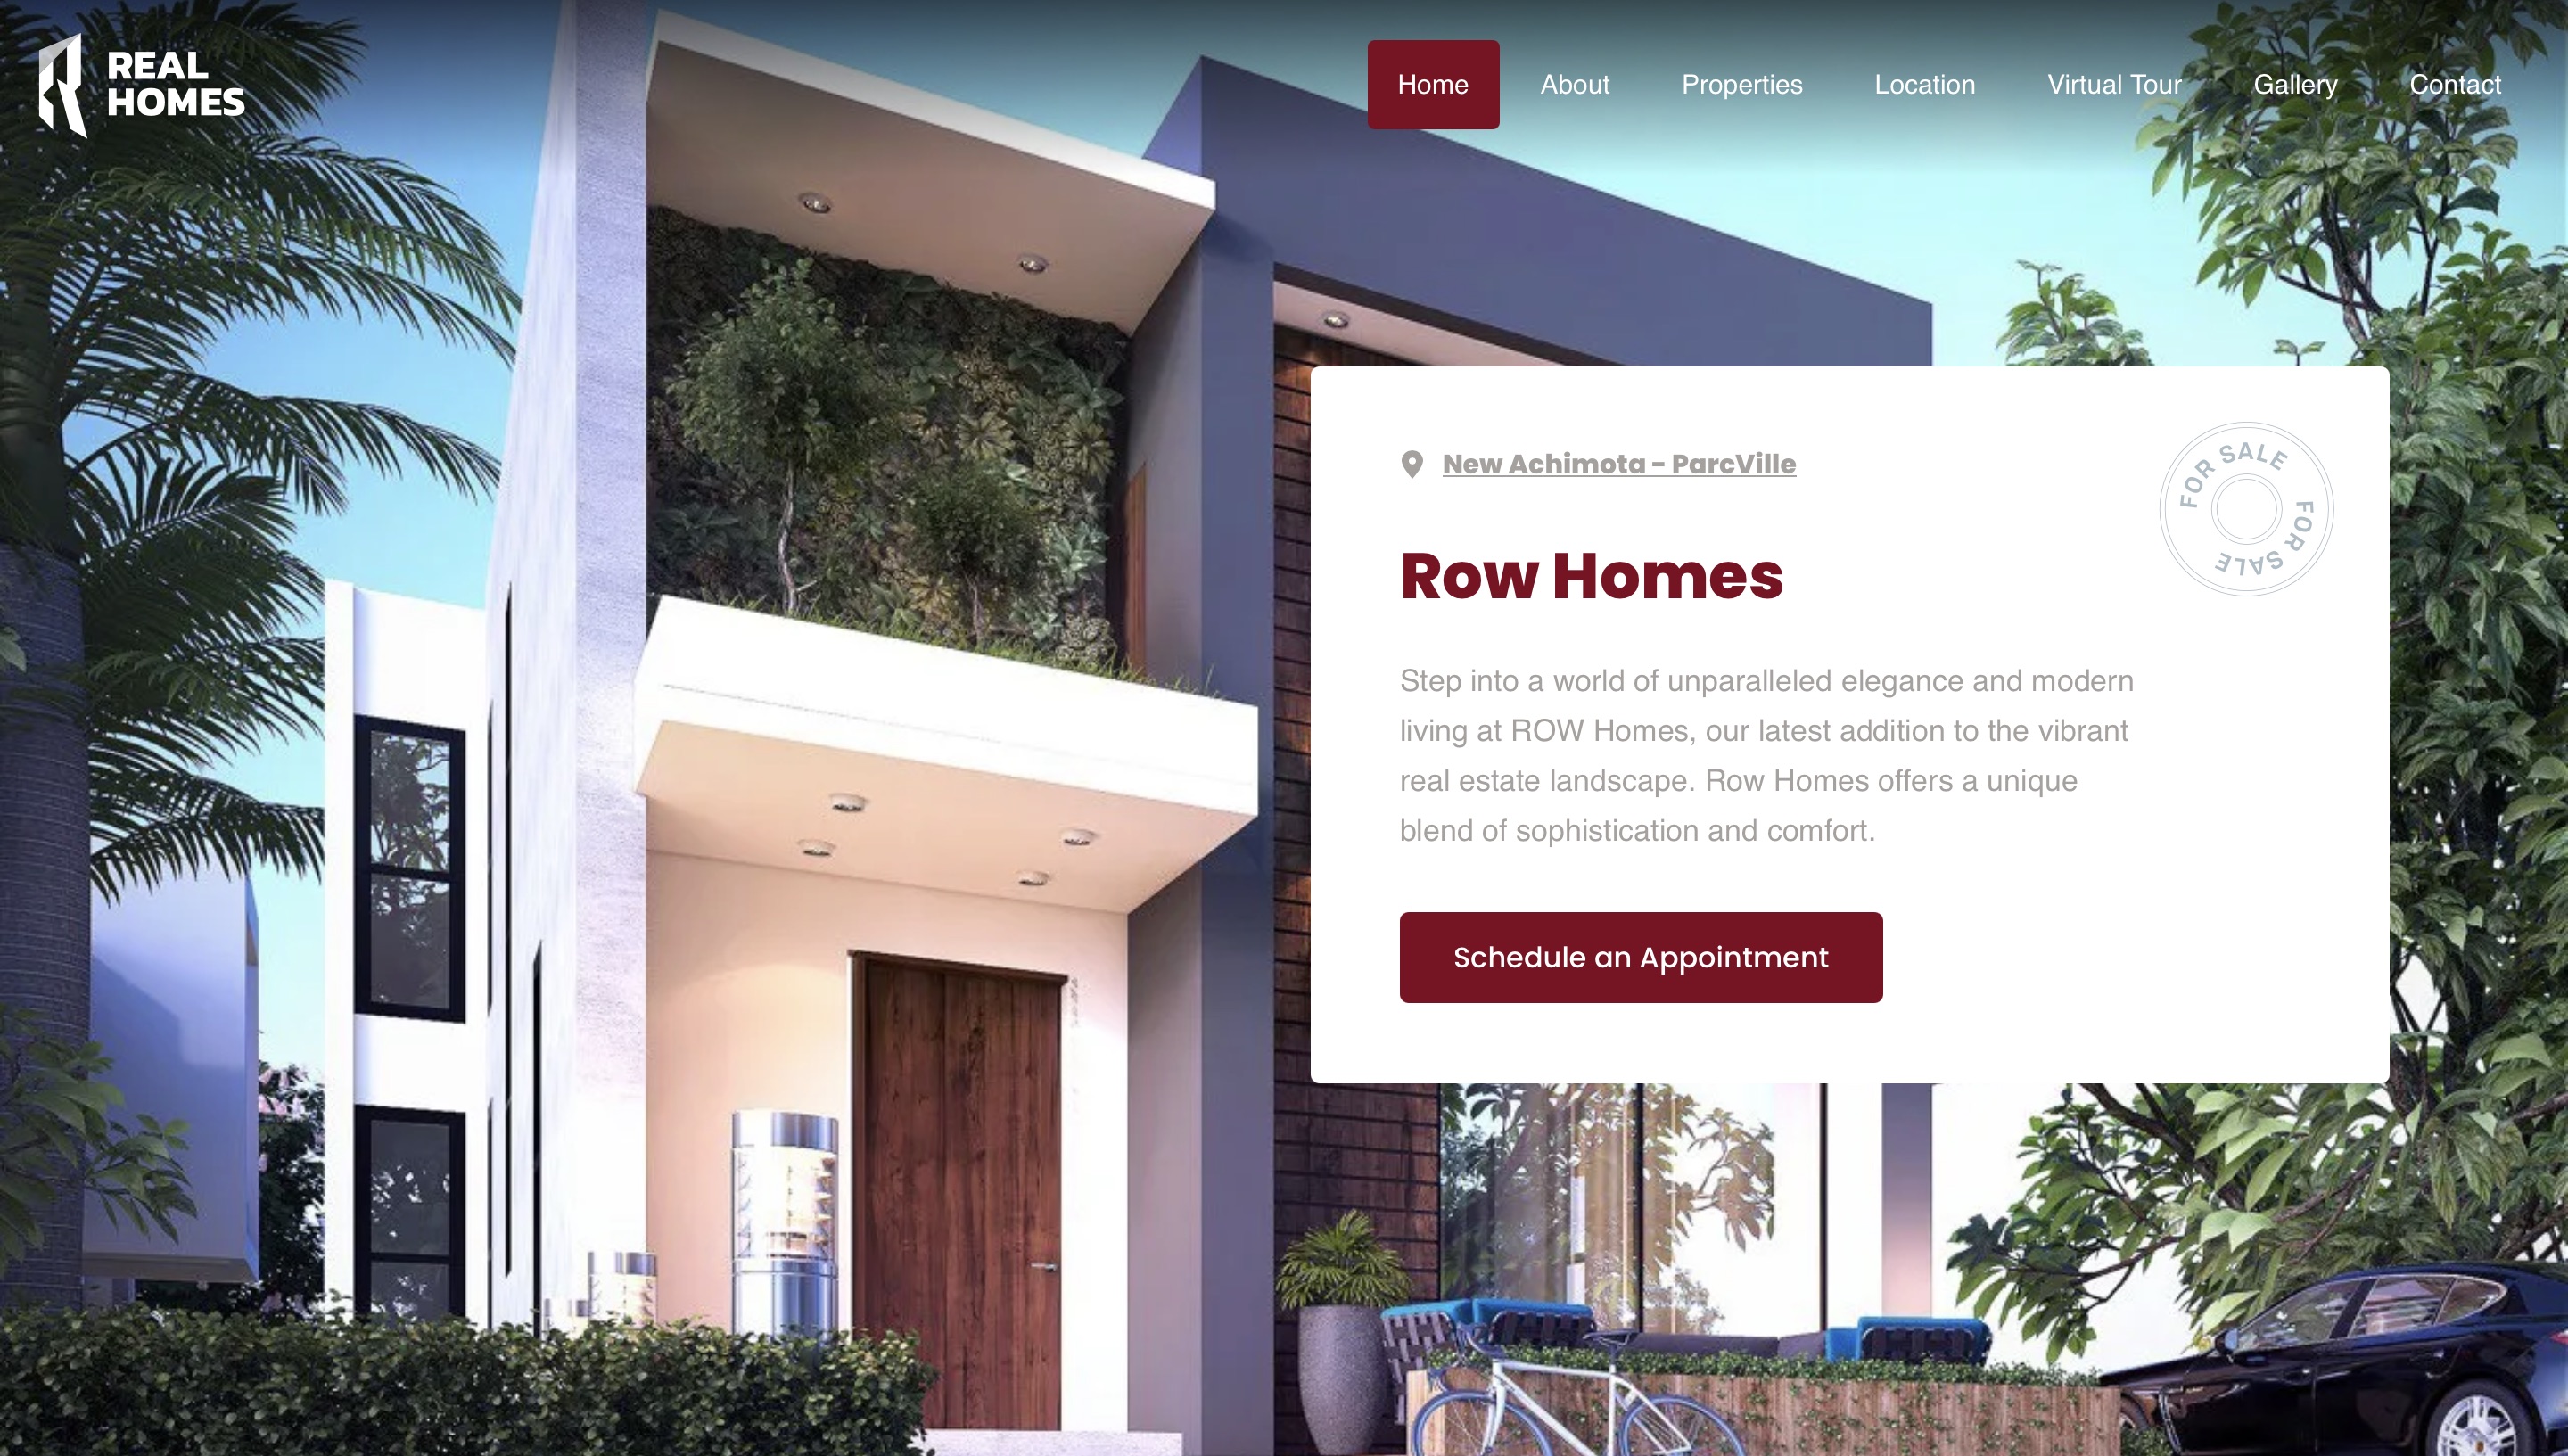 REAL
HOMES
Home
About
Properties
Location
Virtual Tour
Gallery
Contact
New Achimota - ParcVille
FOR SALE FOR SALE
Row Homes
Step into a world of unparalleled elegance and modern
living at ROW Homes, our latest addition to the vibrant
real estate landscape. Row Homes offers a unique
blend of sophistication and comfort.
Schedule an Appointment